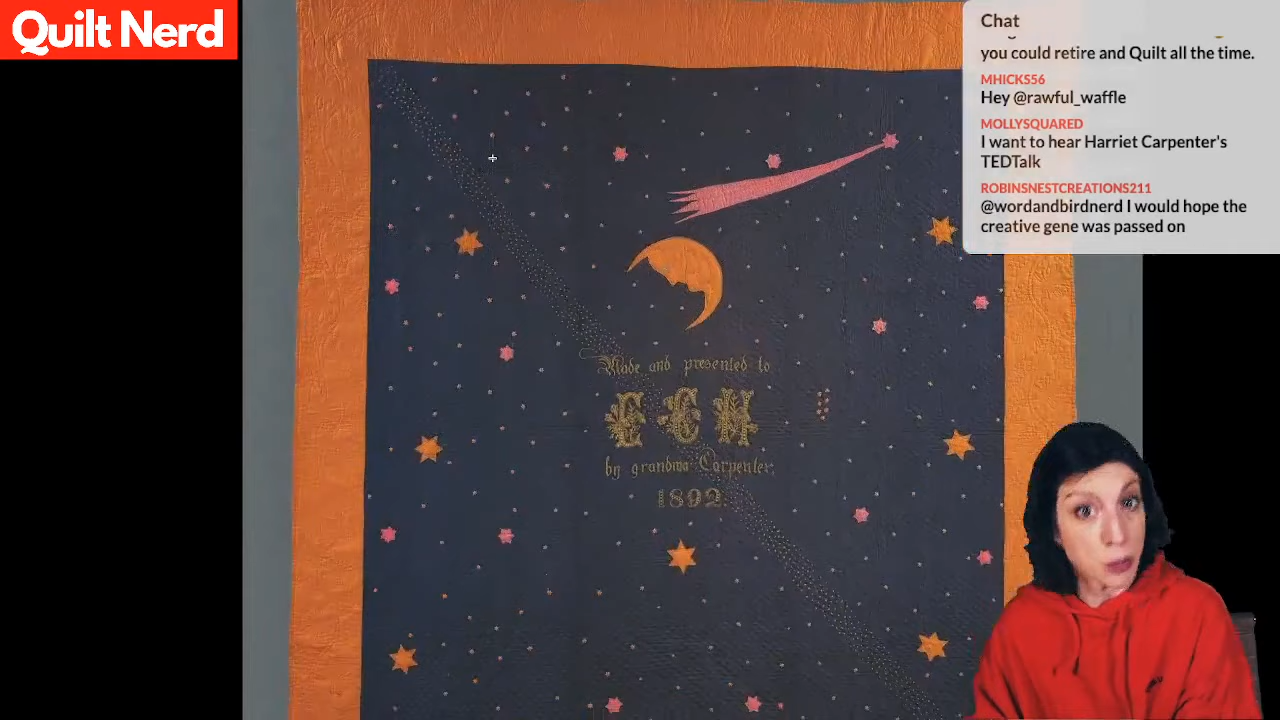 Quilt Nerd
Chat
you could retire and Quilt all the time.
MHICKS56
Hey @rawful_waffle
MOLLYSQUARED
I want to hear Harriet Carpenter's
TEDTalk
ROBINSNESTCREATIONS211
@wordandbirdnerd I would hope the
creative gene was passed on
Made and presented to
E C H
by grandma Carpenter.
1892.